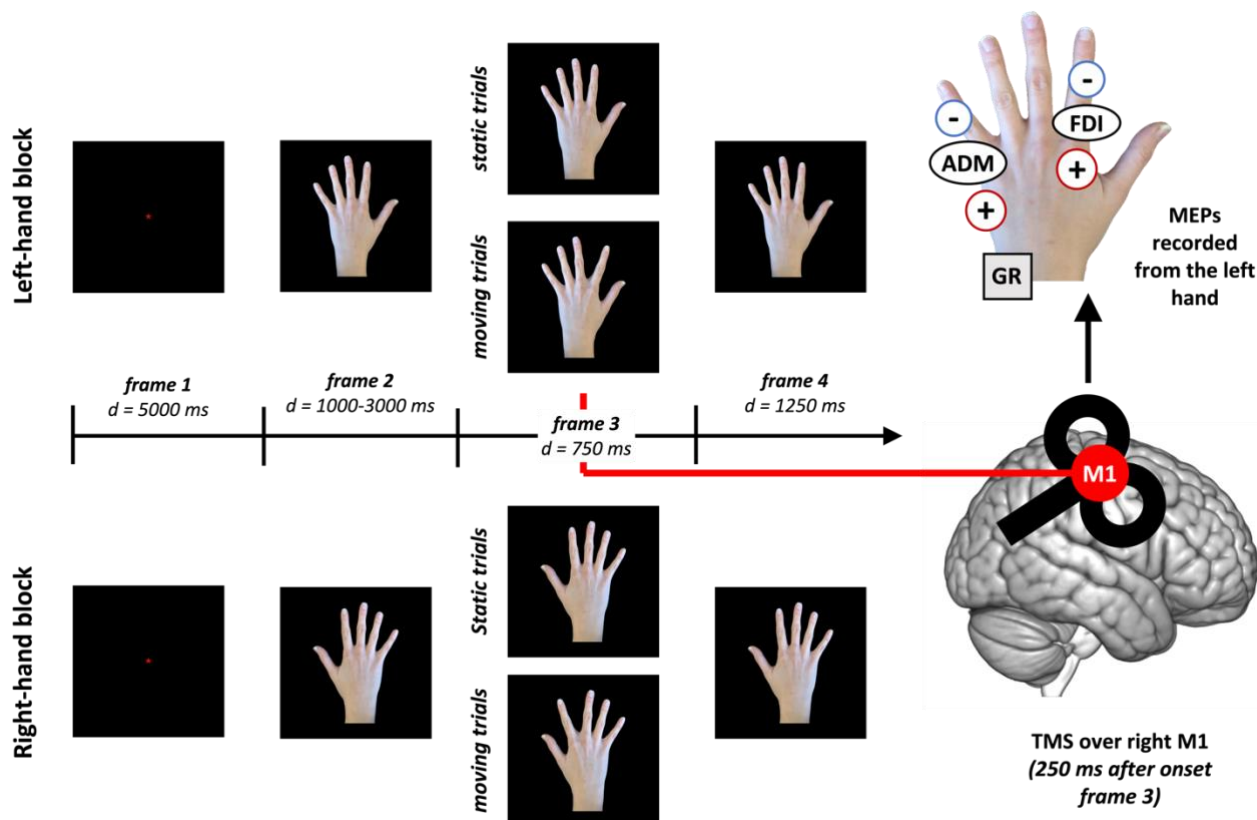 Left-hand block
static trials
moving trials
-
-
FDI
ADM
+
+
GR
MEPs
recorded
from the left
hand
frame 1
d = 5000 ms
frame 2
d = 1000-3000 ms
frame 3
d = 750 ms
frame 4
d = 1250 ms
M1
Right-hand block
Static trials
moving trials
TMS over right M1
(250 ms after onset
frame 3)